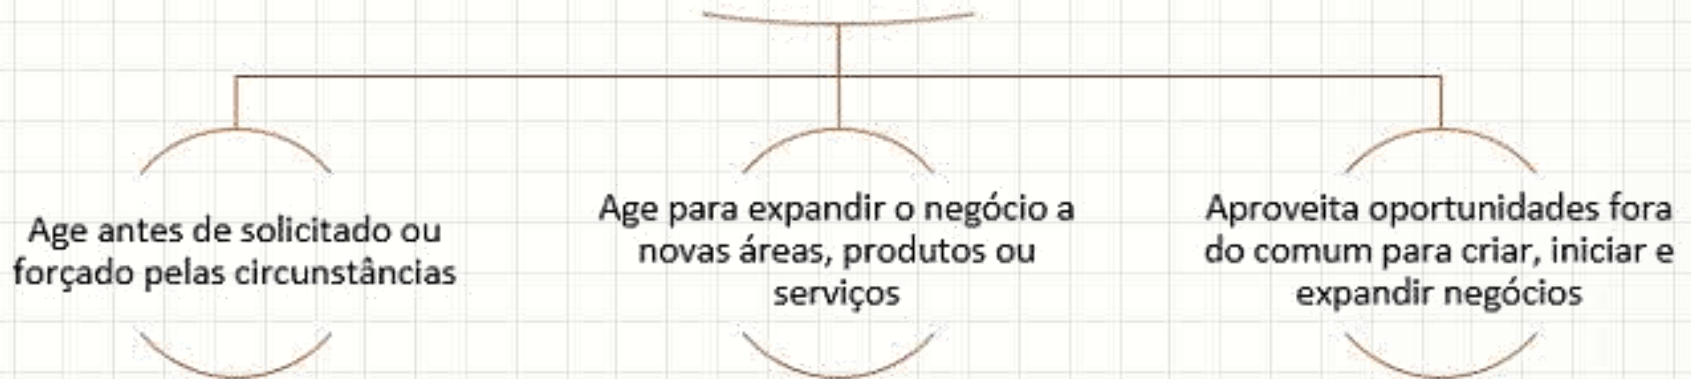 Age antes de solicitado ou
forçado pelas circunstâncias
Age para expandir o negócio a
novas áreas, produtos ou
serviços
Aproveita oportunidades fora
do comum para criar, iniciar e
expandir negócios